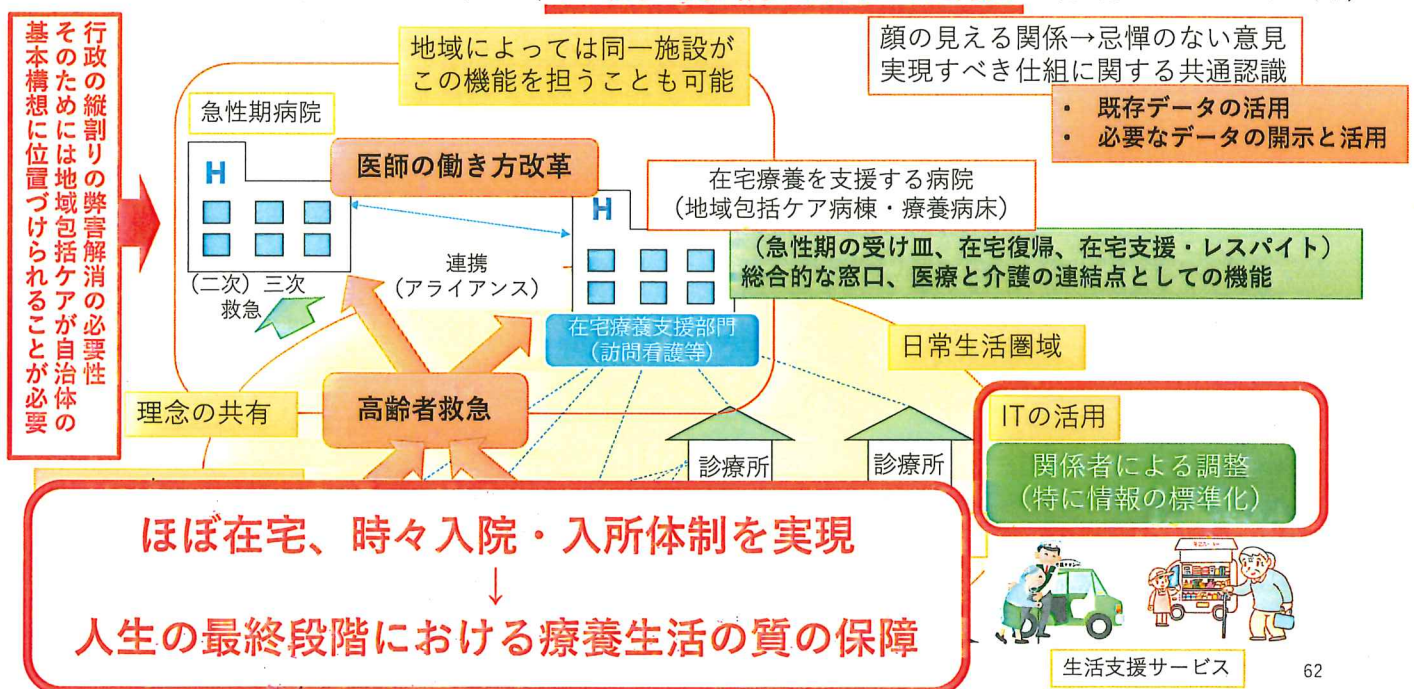 行政の縦割りの弊害解消の必要性
そのためには地域包括ケアが自治体の
基本構想に位置づけられることが必要
地域によっては同一施設が
この機能を担うことも可能
顔の見える関係→忌憚のない意見
実現すべき仕組に関する共通認識
・ 既存データの活用
・ 必要なデータの開示と活用
急性期病院
H
医師の働き方改革
H
在宅療養を支援する病院
(地域包括ケア病棟・療養病床)
(急性期の受け皿、在宅復帰、在宅支援・レスパイト)
総合的な窓口、医療と介護の連結点としての機能
連携
(アライアンス)
(二次) 三次
救急
在宅療養支援部門
(訪問看護等)
日常生活圏域
理念の共有
高齢者救急
診療所
診療所
ITの活用
関係者による調整
(特に情報の標準化)
ほぼ在宅、時々入院・入所体制を実現
↓
人生の最終段階における療養生活の質の保障
生活支援サービス
62